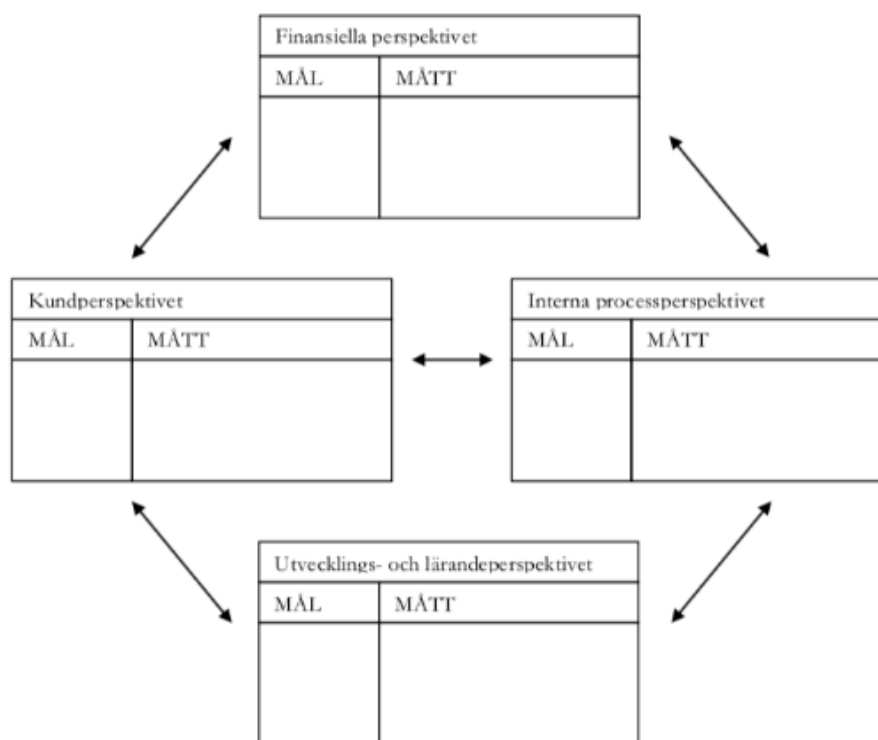 Finansiella perspektivet
MÅL MÅTT
Kundperspektivet
MÅL MÅTT
Interna processperspektivet
MÅL MÅTT
Utvecklings- och lärandeperspektivet
MÅL MÅTT